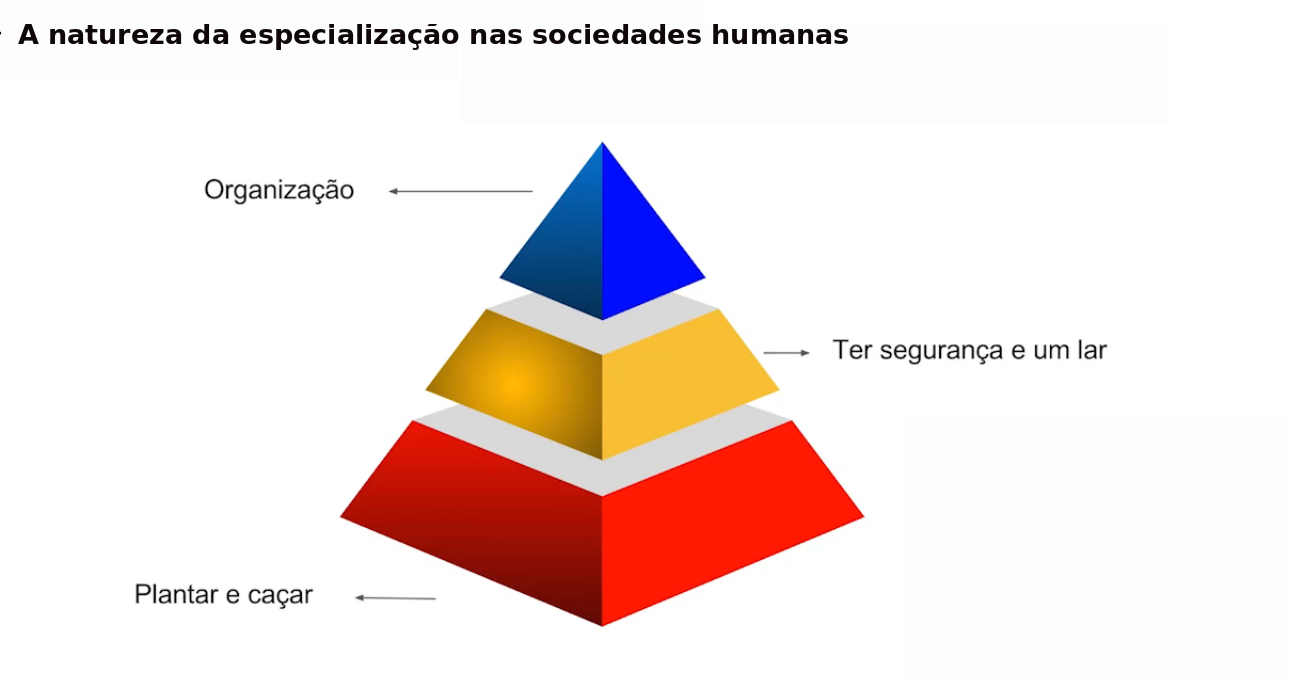 A natureza da especialização nas sociedades humanas
Organização
Ter segurança e um lar
Plantar e caçar